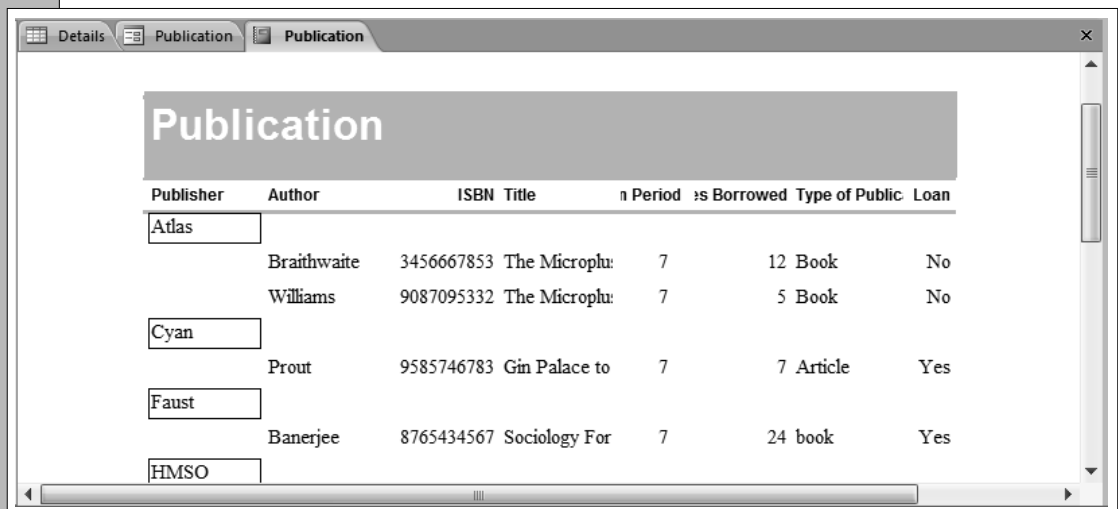 Details Publication Publication
Publication
Publisher Author ISBN Title n Period es Borrowed Type of Public Loan
Atlas
Braithwaite 3456667853 The Microplu 7 12 Book No
Williams 9087095332 The Microplu 7 5 Book No
Cyan
Prout 9585746783 Gin Palace to 7 7 Article Yes
Faust
Banerjee 8765434567 Sociology For 7 24 book Yes
HMSO